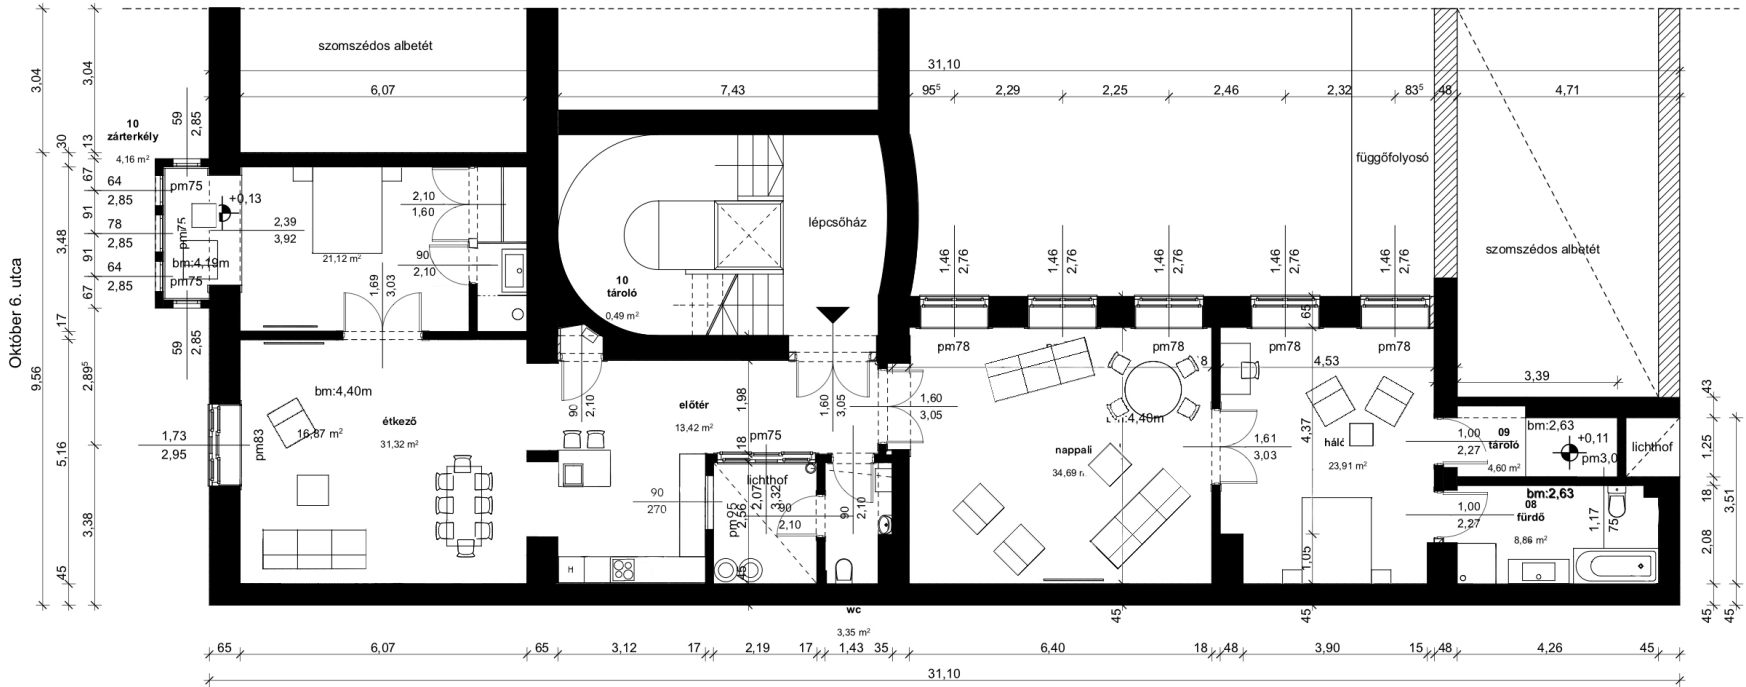 szomszédos albetét
31,10
6,07
7,43
95⁵
2,29
2,25
2,46
2,32
83⁵
48
4,71
3,04
3,04
59
2,85
10
zárterkély
4,16 m²
30
13
67
64
2,85
91
78
2,85
3,48
91
64
2,85
67
17
59
2,85
pm75
pm75
pm75
+0,13
bm:4,19m
2,39
3,92
21,12 m²
1,69
3,03
2,10
1,60
90
2,10
lépcsőház
10
tároló
0,49 m²
függőfolyosó
szomszédos albetét
1,46
2,76
1,46
2,76
1,46
2,76
1,46
2,76
1,46
2,76
65
pm78
pm78
pm78
pm78
8
4,53
3,39
43
Október 6. utca
9,56
2,89⁵
5,16
3,38
45
bm:4,40m
16,87 m²
étkező
31,32 m²
1,73
2,95
pm83
90
2,10
előtér
13,42 m²
1,98
18
pm75
1,60
3,05
1,60
3,05
lichthof
2,07
3,32
2,56
pm95
45
90
270
90
2,10
90
2,10
H
nappali
34,69
4,40m
1,61
3,03
4,37
1,05
23,91 m²
1,00
2,27
09
tároló
4,60 m²
bm:2,63
+0,11
pm3,0
lichthof
1,25
18
3,51
2,08
45
45
1,00
2,27
bm:2,63
08
fürdő
8,86 m²
1,17
75
wc
3,35 m²
45
45
65
6,07
65
3,12
17
2,19
17
1,43
35
6,40
18
48
3,90
15
48
4,26
45
31,10